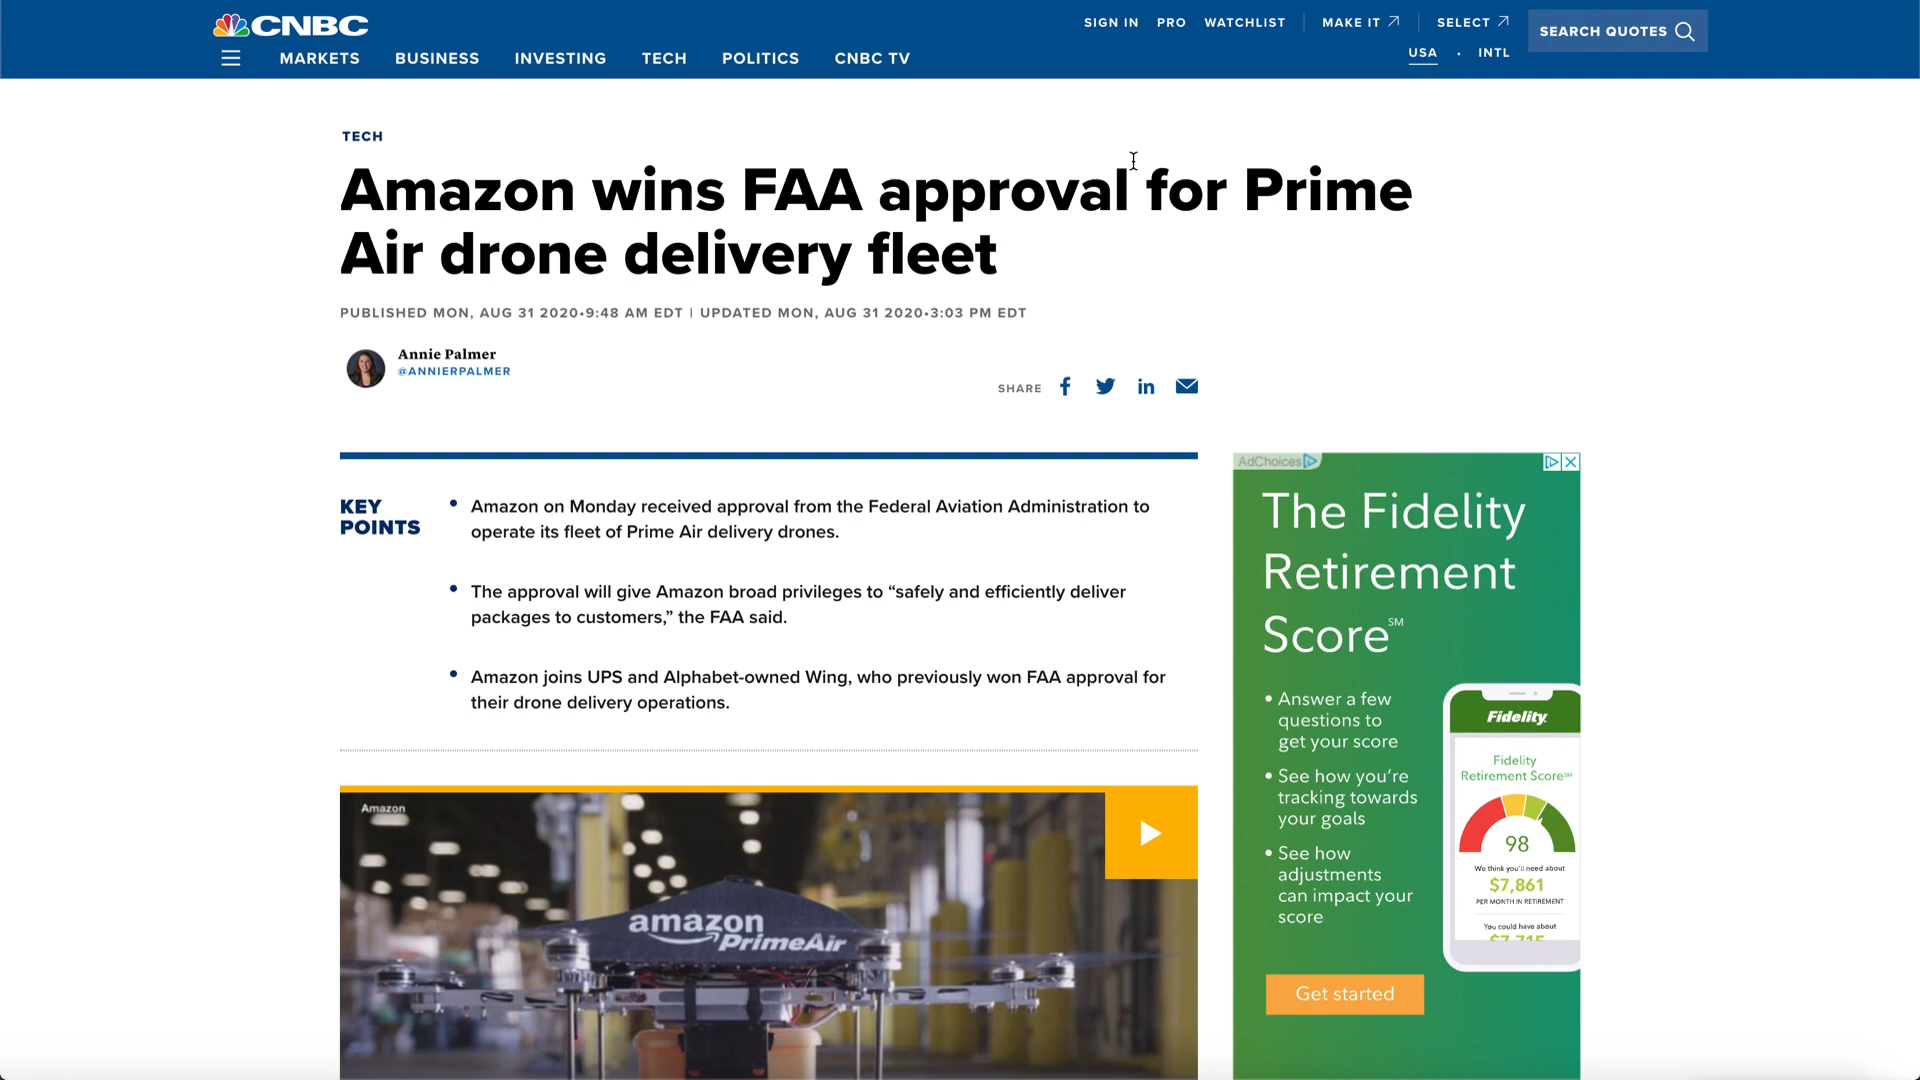 CNBC
SIGN IN PRO WATCHLIST MAKE IT SELECT
SEARCH QUOTES
USA • INTL
MARKETS BUSINESS INVESTING TECH POLITICS CNBC TV
TECH
Amazon wins FAA approval for Prime
Air drone delivery fleet
PUBLISHED MON, AUG 31 2020•9:48 AM EDT | UPDATED MON, AUG 31 2020•3:03 PM EDT
Annie Palmer
@ANNIERPALMER
SHARE
KEY
POINTS
• Amazon on Monday received approval from the Federal Aviation Administration to
operate its fleet of Prime Air delivery drones.
• The approval will give Amazon broad privileges to “safely and efficiently deliver
packages to customers,” the FAA said.
• Amazon joins UPS and Alphabet-owned Wing, who previously won FAA approval for
their drone delivery operations.
Amazon
amazon
PrimeAir
AdChoices
The Fidelity
Retirement
Score℠
• Answer a few
questions to
get your score
• See how you're
tracking towards
your goals
• See how
adjustments
can impact your
score
Fidelity
Fidelity
Retirement Score℠
98
We think you'll need about
$7,861
PER MONTH IN RETIREMENT
You could have about
$7,715
Get started